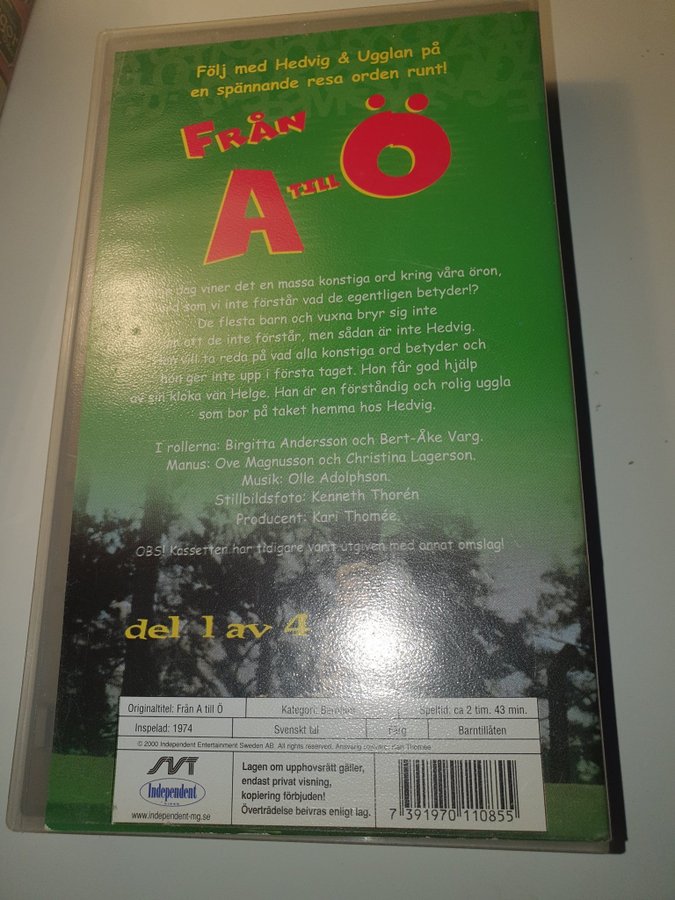 Följ med Hedvig & Ugglan på
en spännande resa orden runt!
FRÅN
A TILL Ö
dag viner det en massa konstiga ord kring våra öron,
som vi inte förstår vad de egentligen betyder!?
De flesta barn och vuxna bryr sig inte
att de inte förstår, men sådan är inte Hedvig.
vill ta reda på vad alla konstiga ord betyder och
hon ger inte upp i första taget. Hon får god hjälp
av sin kloka vän Helge. Han är en förståndig och rolig uggla
som bor på taket hemma hos Hedvig.
I rollerna: Birgitta Andersson och Bert-Åke Varg.
Manus: Ove Magnusson och Christina Lagerson.
Musik: Olle Adolphson.
Stillbildsfoto: Kenneth Thorén
Producent: Kari Thomée.
OBS! Kassetten har tidigare varit utgiven med annat omslag!
del 1 av 4
Originaltitel: Från A till Ö Kategori: Speltid: ca 2 tim. 43 min.
Inspelad: 1974 Svenskt tal Färg Barntillåten
© 2000 Independent Entertainment Sweden AB. All rights reserved. Ansvarig Kari Thomée
SVT
Independent
VIDEO
www.independent-mg.se
Lagen om upphovsrätt gäller,
endast privat visning,
kopiering förbjuden!
Överträdelse beivras enligt lag.
7 391970 110855